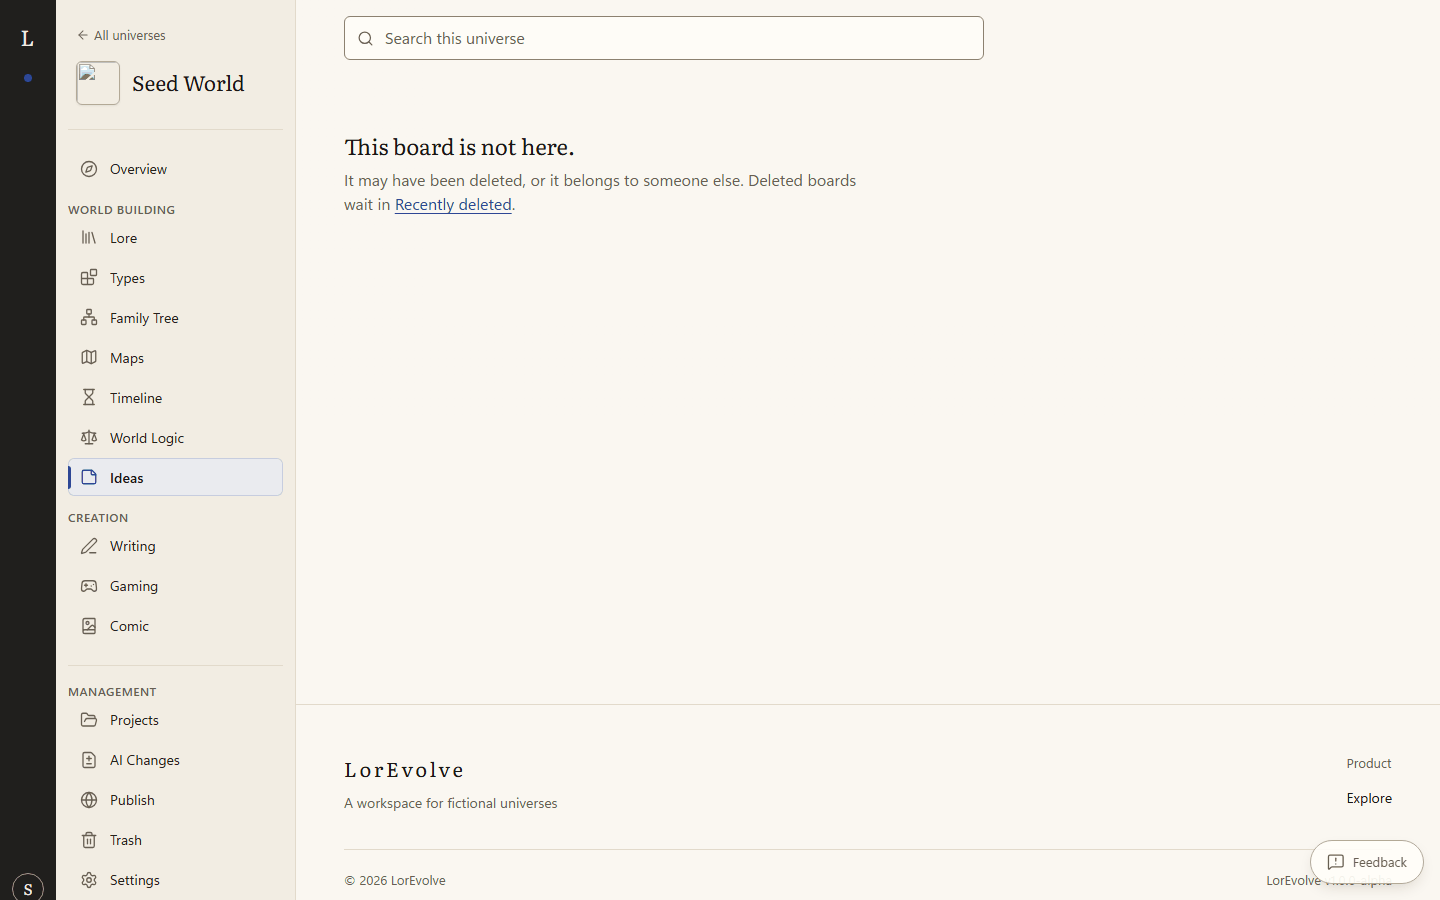 L
S
All universes
Seed World
Overview
WORLD BUILDING
Lore
Types
Family Tree
Maps
Timeline
World Logic
Ideas
CREATION
Writing
Gaming
Comic
MANAGEMENT
Projects
AI Changes
Publish
Trash
Settings
Search this universe
This board is not here.
It may have been deleted, or it belongs to someone else. Deleted boards
wait in Recently deleted.
LorEvolve
A workspace for fictional universes
Product
Explore
© 2026 LorEvolve
LorEvolve
Feedback